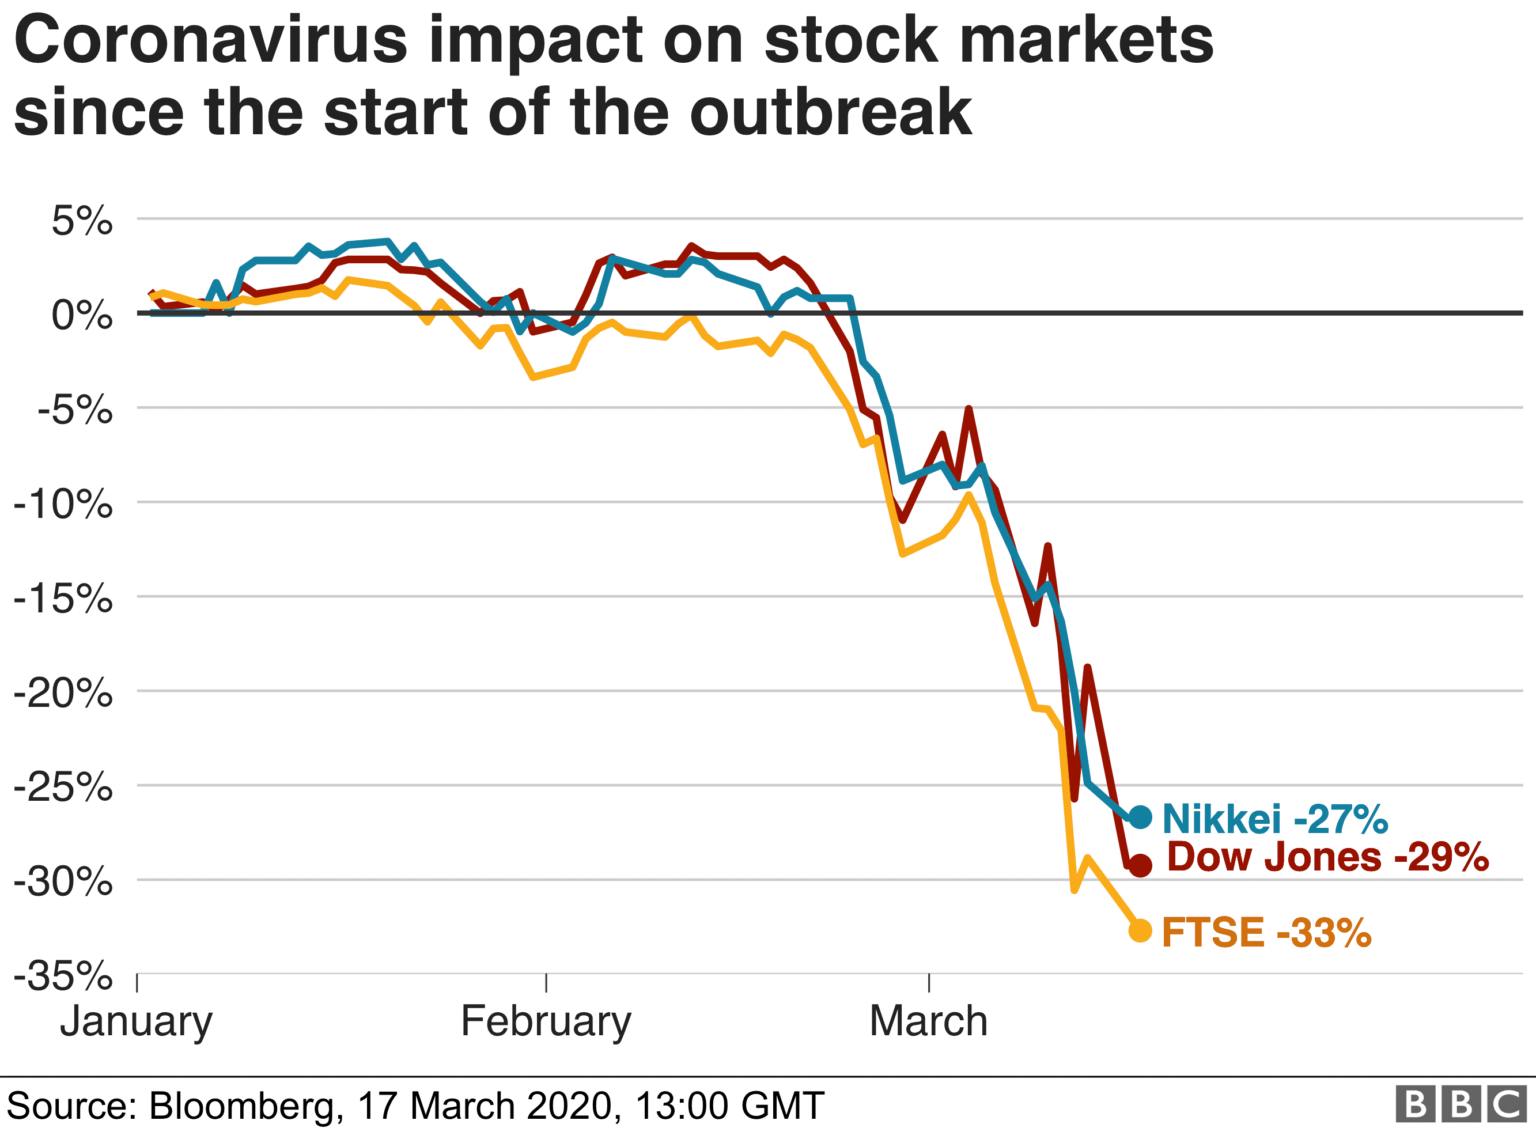 Coronavirus impact on stock markets
since the start of the outbreak
5%
0%
-5%
-10%
-15%
-20%
-25%
-30%
-35%
Nikkei -27%
Dow Jones -29%
FTSE -33%
January February March
Source: Bloomberg, 17 March 2020, 13:00 GMT
BBC